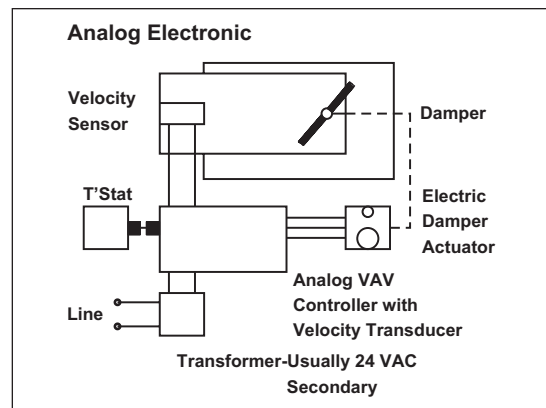 Analog Electronic
Velocity
Sensor
Damper
T'Stat
Electric
Damper
Actuator
Analog VAV
Controller with
Velocity Transducer
Line
Transformer-Usually 24 VAC
Secondary